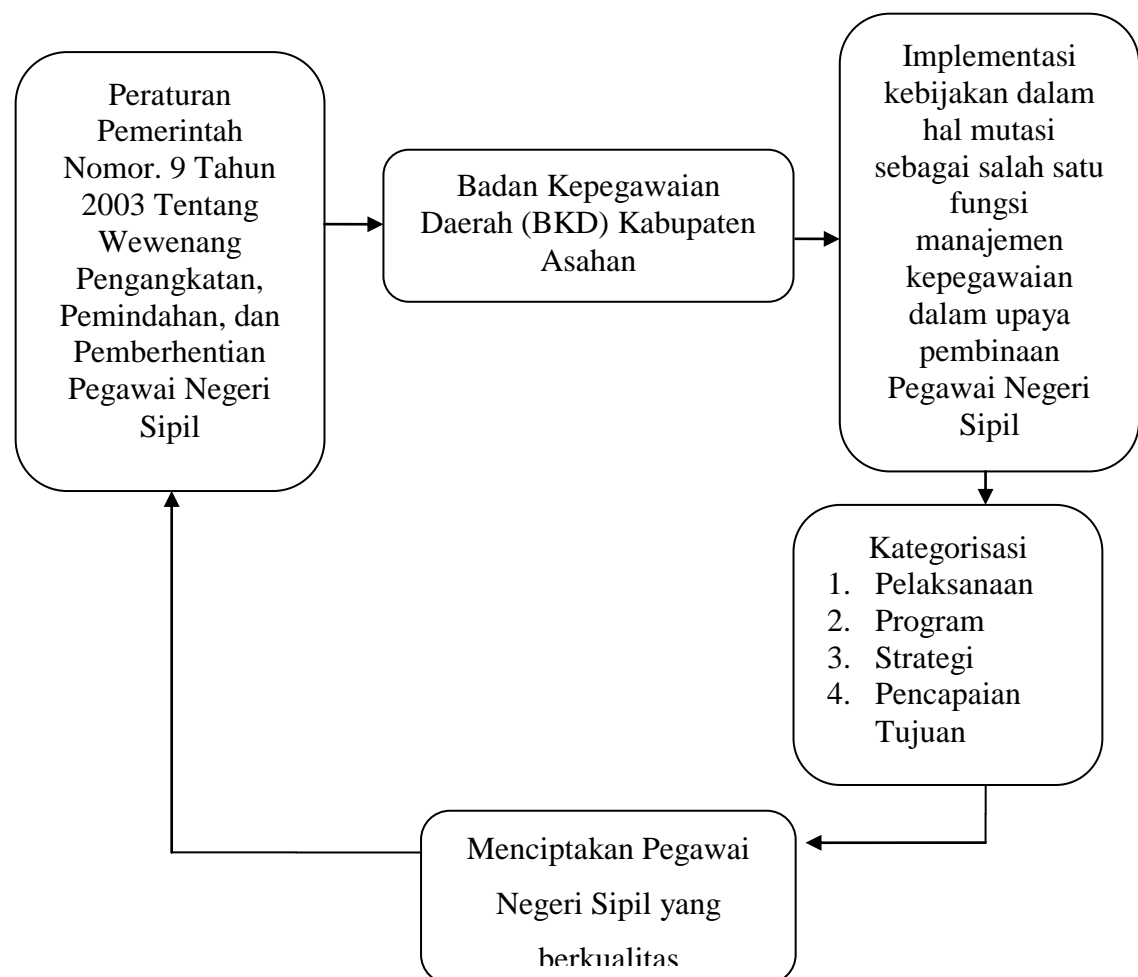 Peraturan
Pemerintah
Nomor. 9 Tahun
2003 Tentang
Wewenang
Pengangkatan,
Pemindahan, dan
Pemberhentian
Pegawai Negeri
Sipil
Badan Kepegawaian
Daerah (BKD) Kabupaten
Asahan
Implementasi
kebijakan dalam
hal mutasi
sebagai salah satu
fungsi
manajemen
kepegawaian
dalam upaya
pembinaan
Pegawai Negeri
Sipil
Kategorisasi
1. Pelaksanaan
2. Program
3. Strategi
4. Pencapaian
Tujuan
Menciptakan Pegawai
Negeri Sipil yang
berkualitas